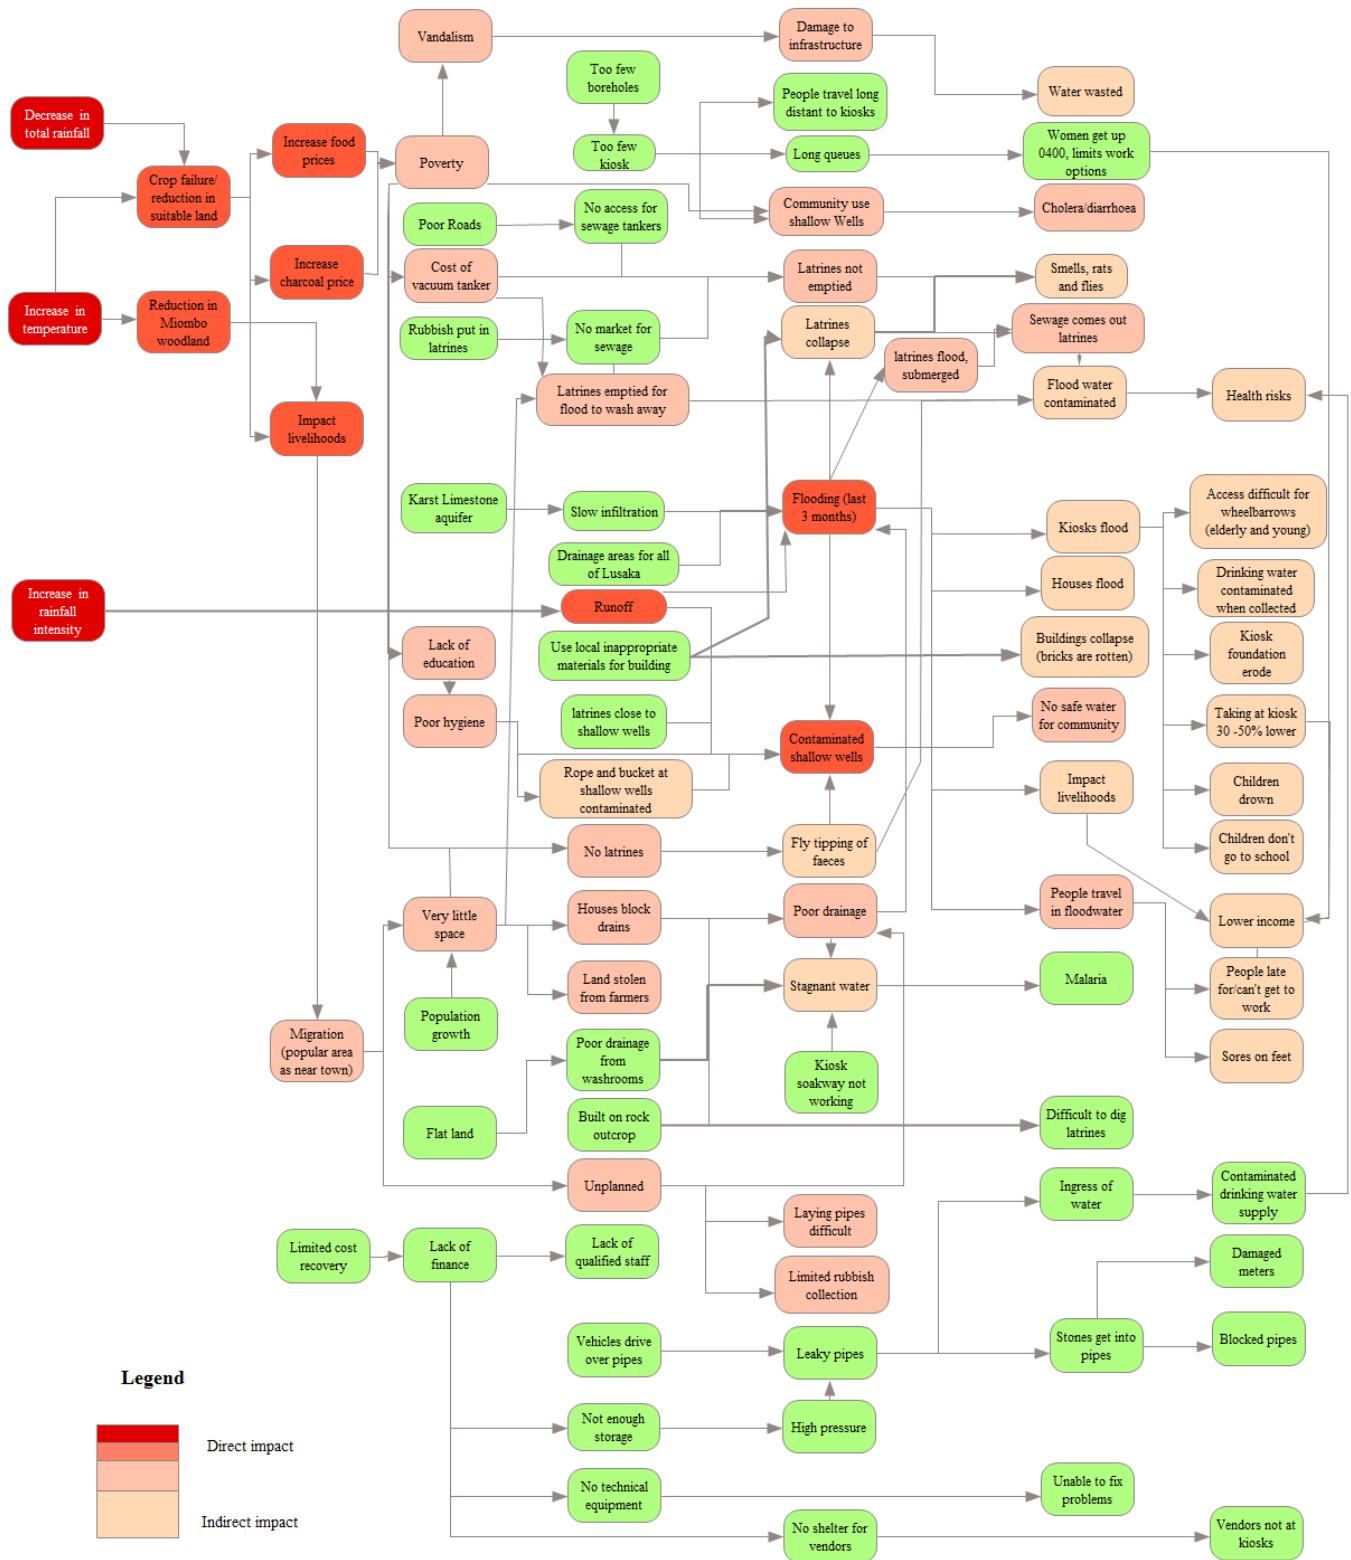 Vandalism
Damage to
infrastructure
Too few
boreholes
People travel long
distant to kiosks
Water wasted
Decrease in
total rainfall
Increase food
prices
Poverty
Too few
kiosk
Long queues
Women get up
0400, limits work
options
Crop failure/
reduction in
suitable land
Poor Roads
No access for
sewage tankers
Community use
shallow Wells
Cholera/diarrhoea
Increase
charcoal price
Cost of
vacuum tanker
Latrines not
emptied
Smells, rats
and flies
Increase in
temperature
Reduction in
Miombo
woodland
Rubbish put in
latrines
No market for
sewage
Latrines
collapse
Sewage comes out
latrines
latrines flood,
submerged
Impact
livelihoods
Latrines emptied for
flood to wash away
Flood water
contaminated
Health risks
Karst Limestone
aquifer
Slow infiltration
Flooding (last
3 months)
Kiosks flood
Access difficult for
wheelbarrows
(elderly and young)
Drainage areas for all
of Lusaka
Houses flood
Drinking water
contaminated
when collected
Increase in
rainfall
intensity
Runoff
Lack of
education
Use local inappropriate
materials for building
Buildings collapse
(bricks are rotten)
Kiosk
foundation
erode
Poor hygiene
latrines close to
shallow wells
Contaminated
shallow wells
No safe water
for community
Taking at kiosk
30 -50% lower
Rope and bucket at
shallow wells
contaminated
Impact
livelihoods
Children
drown
No latrines
Fly tipping of
faeces
Children don't
go to school
Very little
space
Houses block
drains
Poor drainage
People travel
in floodwater
Lower income
Land stolen
from farmers
Stagnant water
Malaria
People late
for/can't get to
work
Population
growth
Migration
(popular area
as near town)
Poor drainage
from
washrooms
Kiosk
soakway not
working
Sores on feet
Flat land
Built on rock
outcrop
Difficult to dig
latrines
Unplanned
Laying pipes
difficult
Ingress of
water
Contaminated
drinking water
supply
Limited cost
recovery
Lack of
finance
Lack of
qualified staff
Limited rubbish
collection
Damaged
meters
Vehicles drive
over pipes
Leaky pipes
Stones get into
pipes
Blocked pipes
Not enough
storage
High pressure
No technical
equipment
Unable to fix
problems
No shelter for
vendors
Vendors not at
kiosks
Legend
Direct impact
Indirect impact